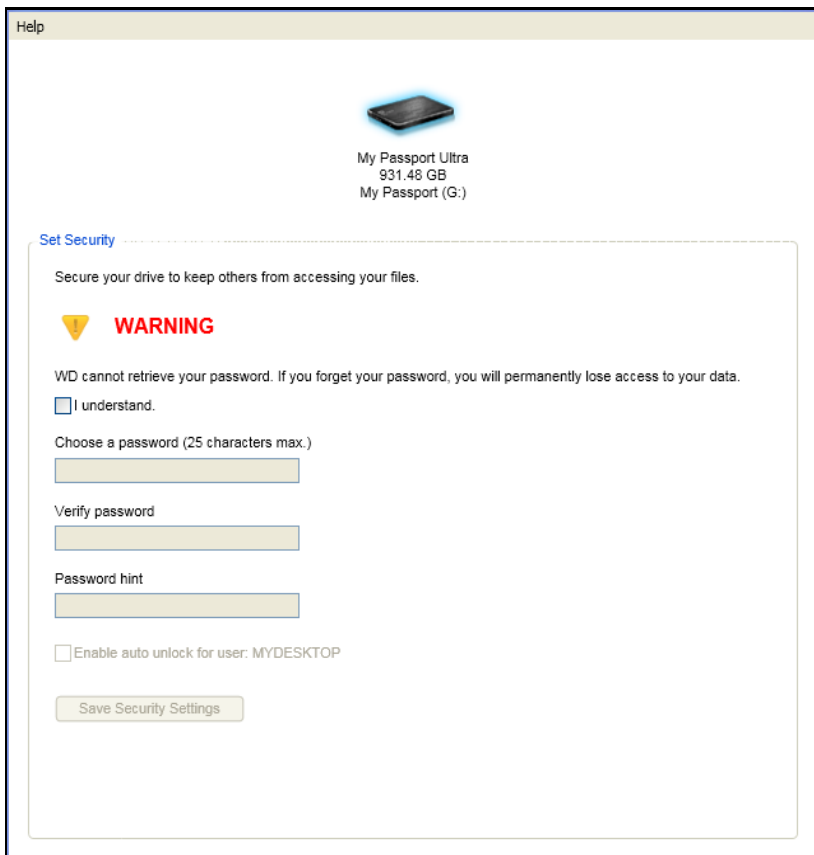 Help
My Passport Ultra
931.48 GB
My Passport (G:)
Set Security
Secure your drive to keep others from accessing your files.
WARNING
WD cannot retrieve your password. If you forget your password, you will permanently lose access to your data.
I understand.
Choose a password (25 characters max.)
Verify password
Password hint
Enable auto unlock for user: MYDESKTOP
Save Security Settings